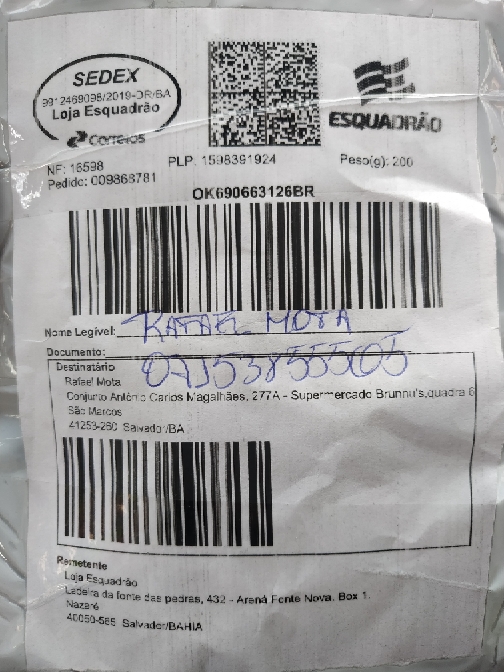 SEDEX
9912469098/2019-DR/BA
Loja Esquadrão
Correios
ESQUADRÃO
NF: 16598
PLP: 1598391924
Peso(g): 200
Pedido: 009868781
OK690663126BR
Nome Legível: RAFAEL MOTA
Documento: 07153855505
Destinatário
Rafael Mota
Conjunto Antônio Carlos Magalhães, 277A - Supermercado Brunnu's,quadra 6
São Marcos
41253-260 Salvador/BA
Remetente
Loja Esquadrão
Ladeira da fonte das pedras, 432 - Arena Fonte Nova. Box 1.
Nazaré
40050-565 Salvador/BAHIA